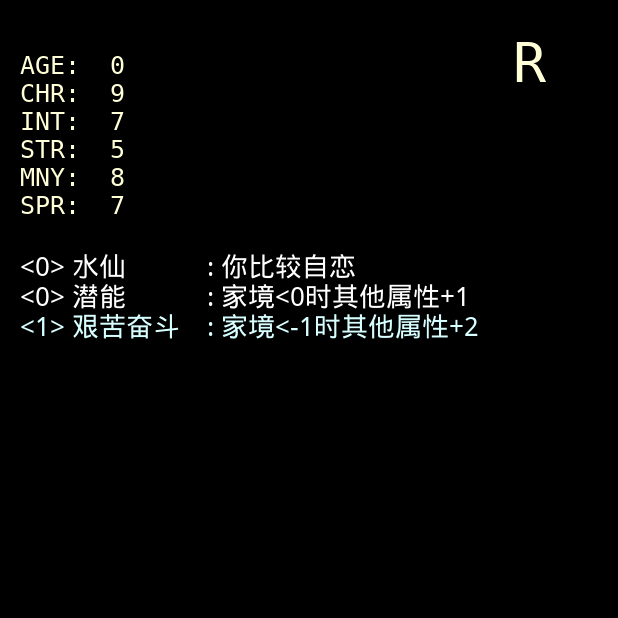 R
AGE: 0
CHR: 9
INT: 7
STR: 5
MNY: 8
SPR: 7
<0> 水仙 : 你比较自恋
<0> 潜能 : 家境<0时其他属性+1
<1> 艰苦奋斗 : 家境<-1时其他属性+2